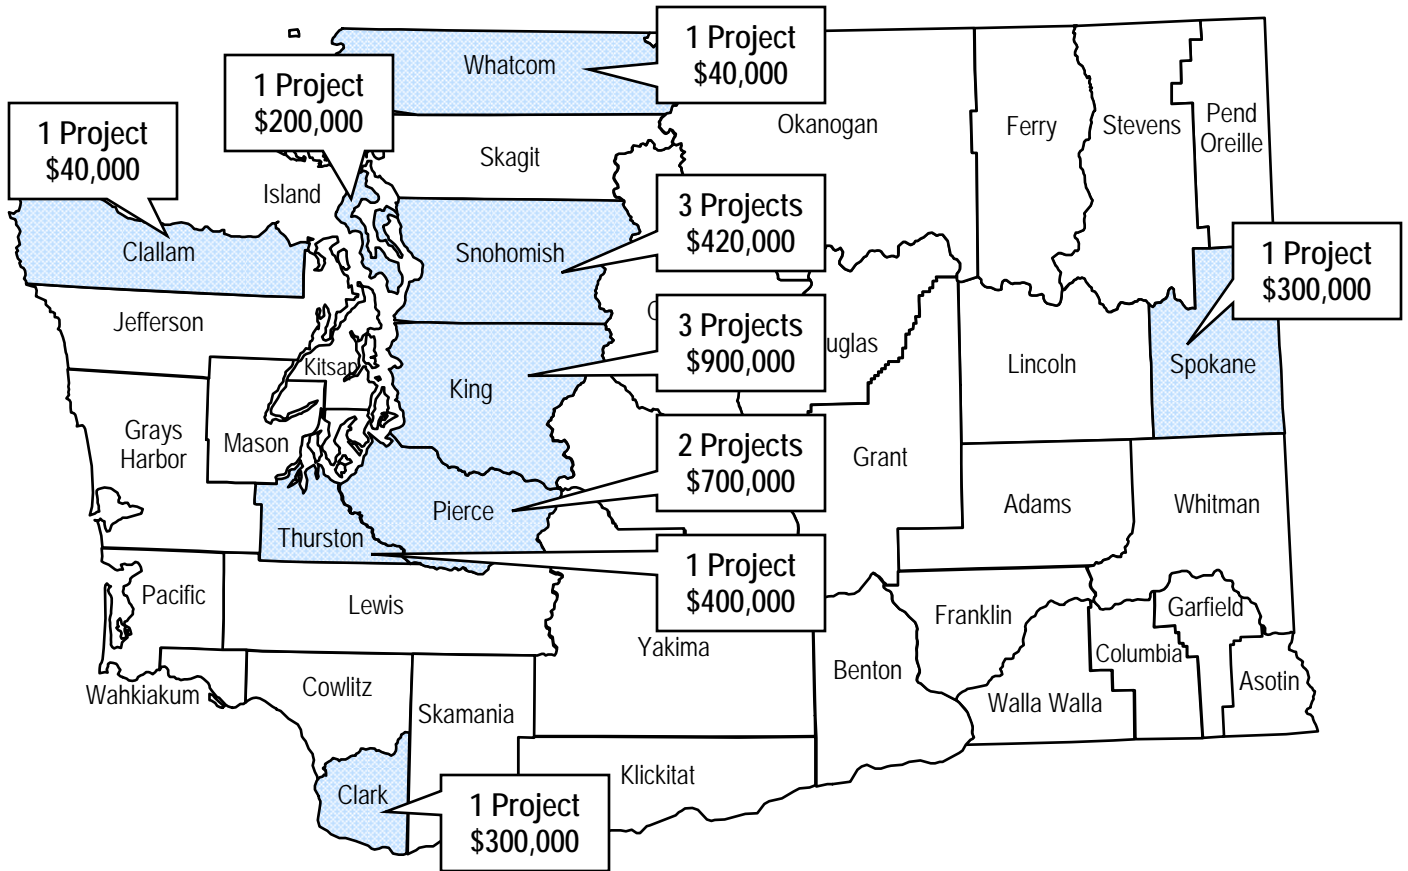 1 Project
$40,000
Whatcom
1 Project
$200,000
1 Project
$40,000
Okanogan
Ferry
Stevens
Pend
Oreille
Skagit
Island
3 Projects
$420,000
Clallam
Snohomish
1 Project
$300,000
Jefferson
3 Projects
$900,000
uglas
Kitsap
King
Lincoln
Spokane
Grays
Harbor
Mason
2 Projects
$700,000
Grant
Pierce
Adams
Whitman
Thurston
1 Project
$400,000
Pacific
Lewis
Franklin
Garfield
Yakima
Benton
Columbia
Asotin
Wahkiakum
Cowlitz
Skamania
Walla Walla
Klickitat
Clark
1 Project
$300,000